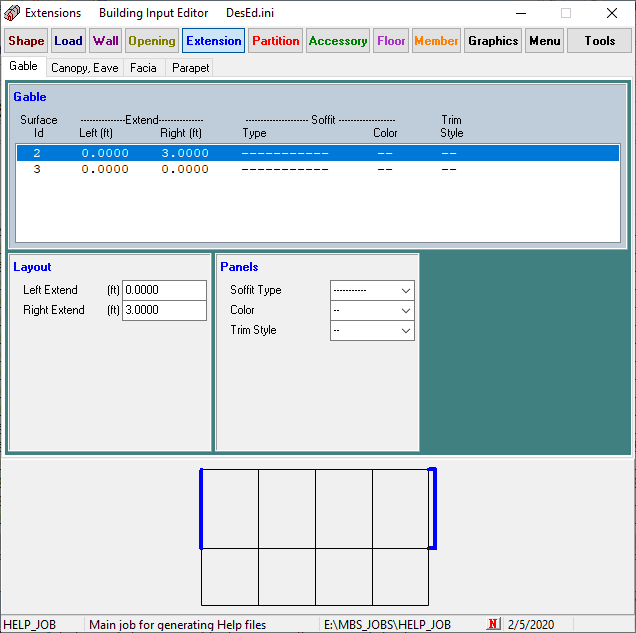 Extensions Building Input Editor DesEd.ini
Shape Load Wall Opening Extension Partition Accessory Floor Member Graphics Menu Tools
Gable Canopy, Eave Facia Parapet
Gable
Surface ---------------Extend--------------- --------------------- Soffit ------------------- Trim
Id Left (ft) Right (ft) Type Color Style
2 0.0000 3.0000 ----------- -- --
3 0.0000 0.0000 ----------- -- --
Layout
Left Extend (ft) 0.0000
Right Extend (ft) 3.0000
Panels
Soffit Type -----------
Color --
Trim Style --
HELP_JOB Main job for generating Help files E:\MBS_JOBS\HELP_JOB N 2/5/2020